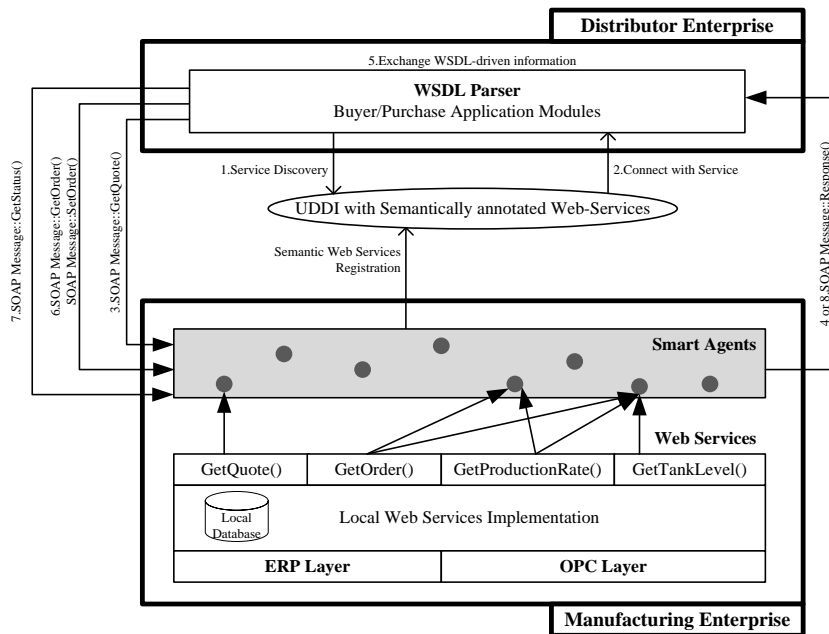 Distributor Enterprise
5.Exchange WSDL-driven information
WSDL Parser
Buyer/Purchase Application Modules
1.Service Discovery
2.Connect with Service
UDDI with Semantically annotated Web-Services
Semantic Web Services
Registration
7.SOAP Message::GetStatus()
6.SOAP Message::GetOrder()
SOAP Message::SetOrder()
3.SOAP Message::GetQuote()
4 or 8.SOAP Message::Response()
Smart Agents
Web Services
GetQuote()
GetOrder()
GetProductionRate()
GetTankLevel()
Local
Database
Local Web Services Implementation
ERP Layer
OPC Layer
Manufacturing Enterprise